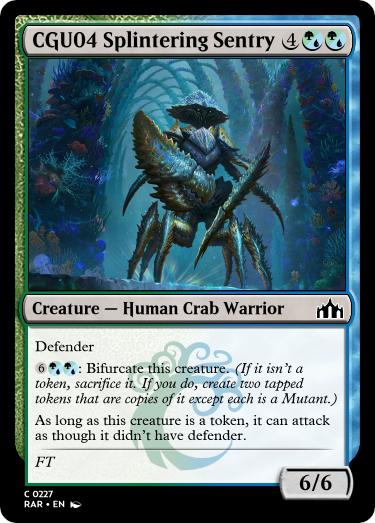 CGU04 Splintering Sentry 4
Creature — Human Crab Warrior
Defender
6: Bifurcate this creature. (If it isn't a
token, sacrifice it. If you do, create two tapped
tokens that are copies of it except each is a Mutant.)
As long as this creature is a token, it can attack
as though it didn't have defender.
FT
6/6
C 0227
RAR • EN